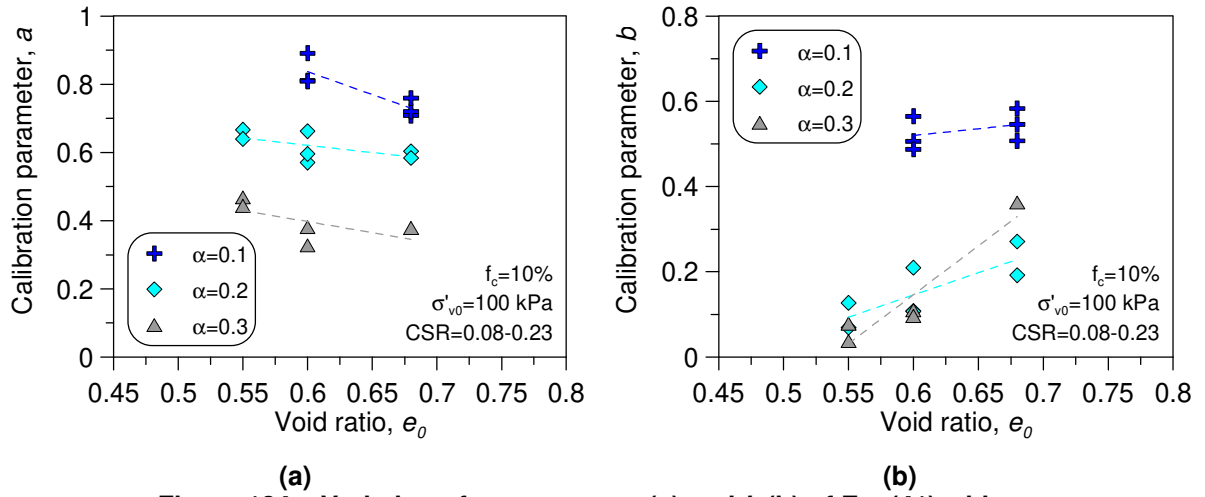 1
0.8
0.6
0.4
0.2
0
Calibration parameter, a
α=0.1
α=0.2
α=0.3
f_c=10%
σ'_v0=100 kPa
CSR=0.08-0.23
0.45 0.5 0.55 0.6 0.65 0.7 0.75 0.8
Void ratio, e_0
(a)
0.8
0.6
0.4
0.2
0
Calibration parameter, b
α=0.1
α=0.2
α=0.3
f_c=10%
σ'_v0=100 kPa
CSR=0.08-0.23
0.45 0.5 0.55 0.6 0.65 0.7 0.75 0.8
Void ratio, e_0
(b)